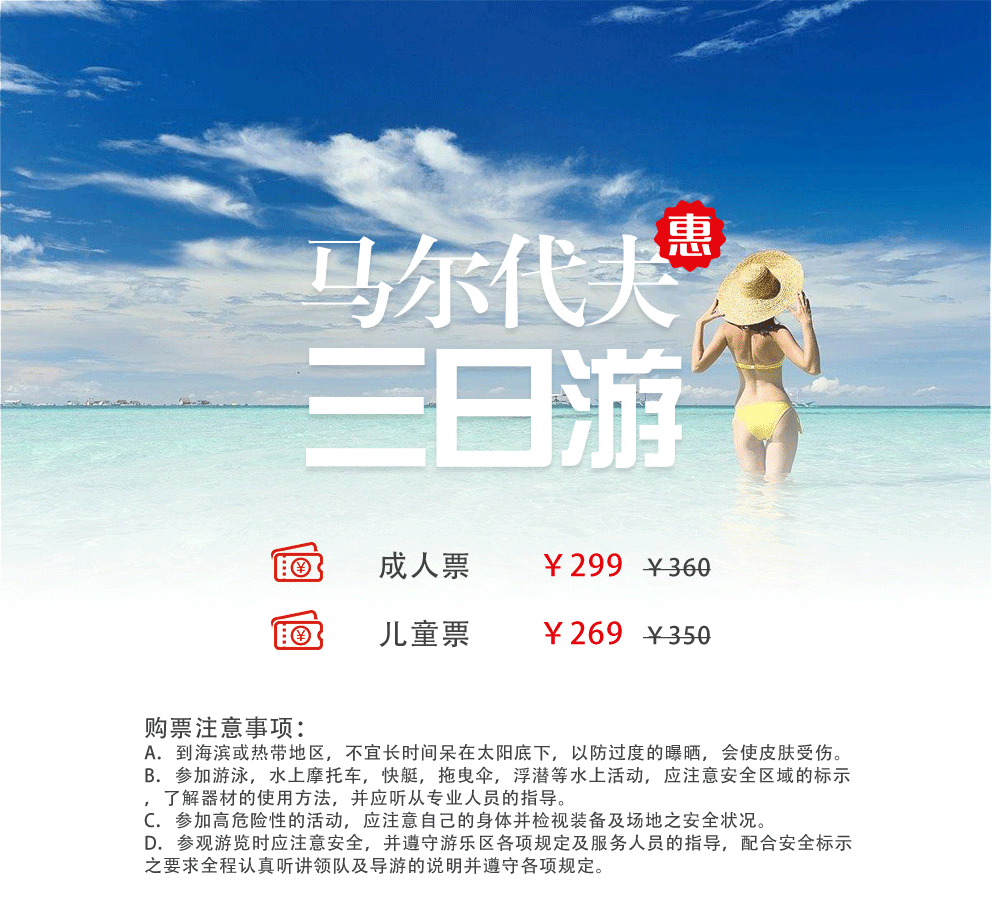 惠
马尔代夫
三日游
成人票 ￥299 ￥360
儿童票 ￥269 ￥350
购票注意事项：
A．到海滨或热带地区，不宜长时间呆在太阳底下，以防过度的曝晒，会使皮肤受伤。
B．参加游泳，水上摩托车，快艇，拖曳伞，浮潜等水上活动，应注意安全区域的标示
，了解器材的使用方法，并应听从专业人员的指导。
C．参加高危险性的活动，应注意自己的身体并检视装备及场地之安全状况。
D．参观游览时应注意安全，并遵守游乐区各项规定及服务人员的指导，配合安全标示
之要求全程认真听讲领队及导游的说明并遵守各项规定。